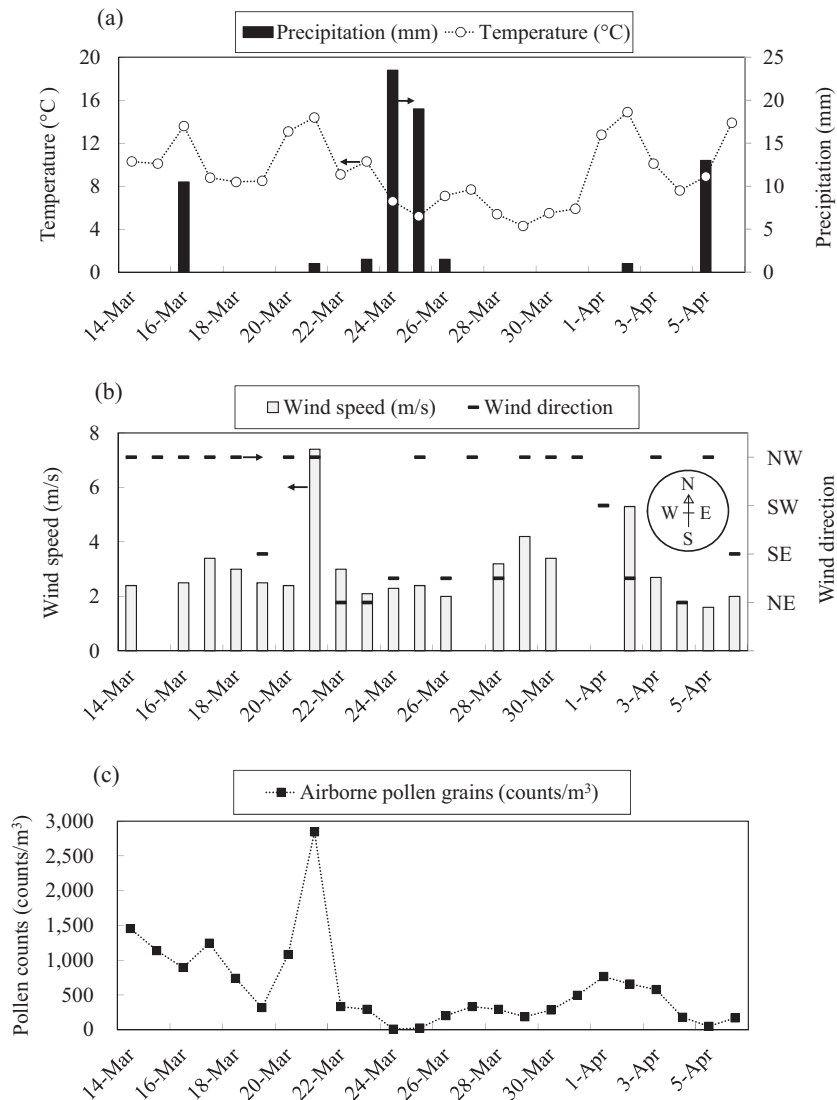 (a)
Precipitation (mm) Temperature (°C)
20 25
16 20
12 15
8 10
4 5
0 0
Temperature (°C )
Precipitation (mm)
14-Mar 16-Mar 18-Mar 20-Mar 22-Mar 24-Mar 26-Mar 28-Mar 30-Mar 1-Apr 3-Apr 5-Apr
(b)
Wind speed (m/s) Wind direction
8
NW
6
N
SW
W E
S
4
SE
2
NE
0
Wind speed (m/s)
Wind direction
14-Mar 16-Mar 18-Mar 20-Mar 22-Mar 24-Mar 26-Mar 28-Mar 30-Mar 1-Apr 3-Apr 5-Apr
(c)
Airborne pollen grains (counts/m³)
3,000
2,500
2,000
1,500
1,000
500
0
Pollen counts (counts/m³)
14-Mar 16-Mar 18-Mar 20-Mar 22-Mar 24-Mar 26-Mar 28-Mar 30-Mar 1-Apr 3-Apr 5-Apr